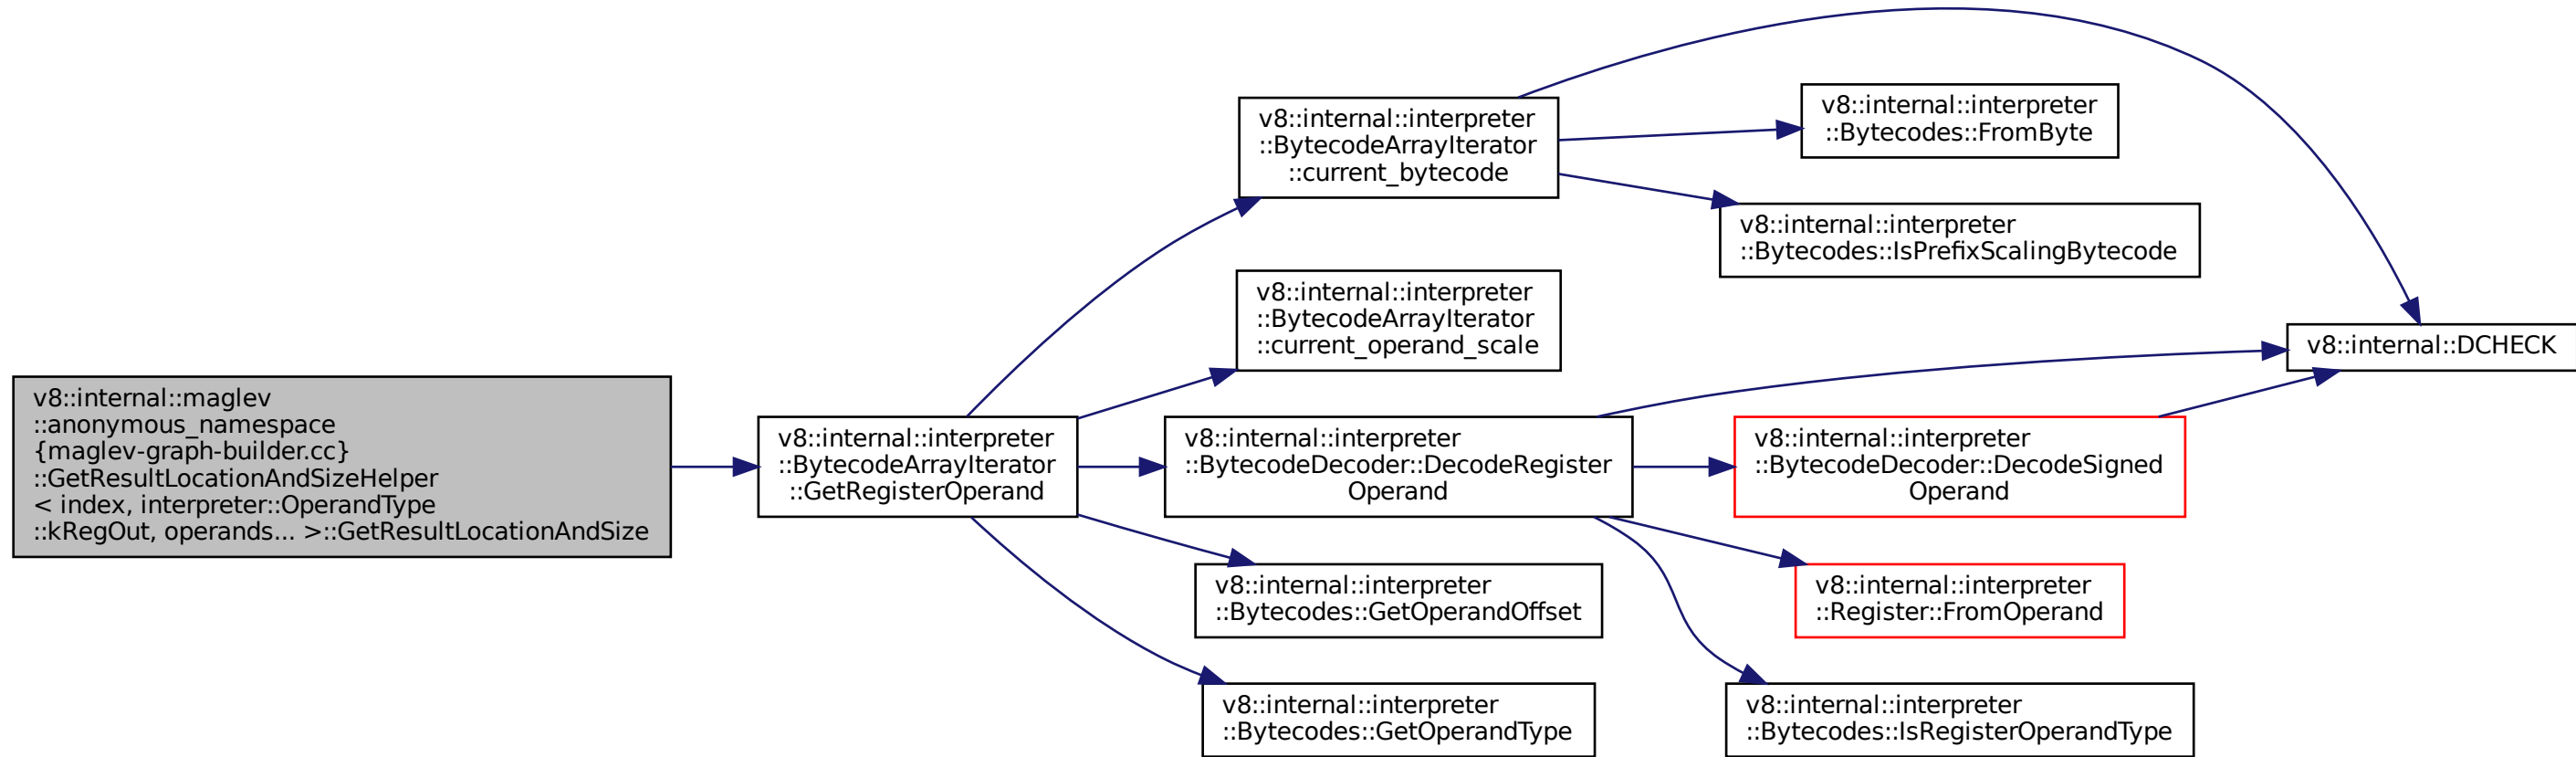 v8::internal::maglev
::anonymous_namespace
{maglev-graph-builder.cc}
::GetResultLocationAndSizeHelper
< index, interpreter::OperandType
::kRegOut, operands... >::GetResultLocationAndSize
v8::internal::interpreter
::BytecodeArrayIterator
::GetRegisterOperand
v8::internal::interpreter
::BytecodeArrayIterator
::current_bytecode
v8::internal::interpreter
::BytecodeArrayIterator
::current_operand_scale
v8::internal::interpreter
::BytecodeDecoder::DecodeRegister
Operand
v8::internal::interpreter
::Bytecodes::GetOperandOffset
v8::internal::interpreter
::Bytecodes::GetOperandType
v8::internal::interpreter
::Bytecodes::FromByte
v8::internal::interpreter
::Bytecodes::IsPrefixScalingBytecode
v8::internal::interpreter
::BytecodeDecoder::DecodeSigned
Operand
v8::internal::interpreter
::Register::FromOperand
v8::internal::interpreter
::Bytecodes::IsRegisterOperandType
v8::internal::DCHECK